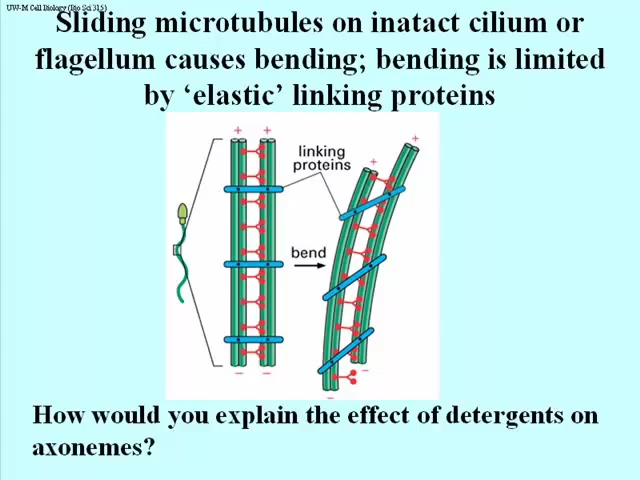 UW-M Cell Biology (Bio Sci 315)
Sliding microtubules on inatact cilium or
flagellum causes bending; bending is limited
by ‘elastic’ linking proteins
+ +
linking
proteins
+
+
bend
– –
–
–
How would you explain the effect of detergents on
axonemes?